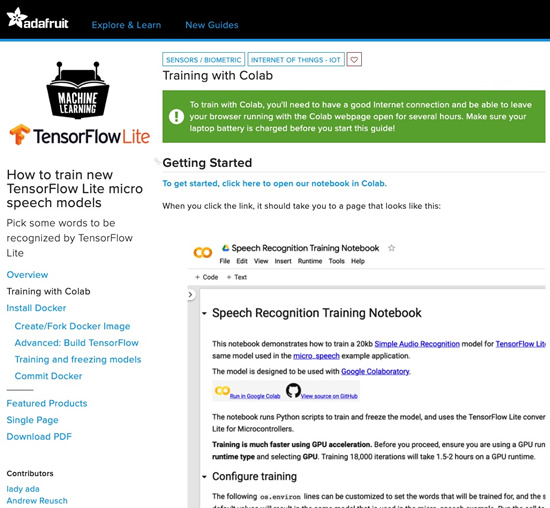 adafruit
Explore & Learn
New Guides
SENSORS / BIOMETRIC
INTERNET OF THINGS - IOT
Training with Colab
To train with Colab, you'll need to have a good Internet connection and be able to leave
your browser running with the Colab webpage open for several hours. Make sure your
laptop battery is charged before you start this guide!
MACHINE
LEARNING
TensorFlow Lite
How to train new
TensorFlow Lite micro
speech models
Pick some words to be
recognized by TensorFlow
Lite
Overview
Training with Colab
Install Docker
Create/Fork Docker Image
Advanced: Build TensorFlow
Training and freezing models
Commit Docker
Featured Products
Single Page
Download PDF
Contributors
lady ada
Andrew Reusch
Getting Started
To get started, click here to open our notebook in Colab.
When you click the link, it should take you to a page that looks like this:
Speech Recognition Training Notebook
File Edit View Insert Runtime Tools Help
+ Code + Text
Speech Recognition Training Notebook
This notebook demonstrates how to train a 20kb Simple Audio Recognition model for TensorFlow Lit
same model used in the micro_speech example application.
The model is designed to be used with Google Colaboratory.
Run in Google Colab
View source on GitHub
The notebook runs Python scripts to train and freeze the model, and uses the TensorFlow Lite conver
Lite for Microcontrollers.
Training is much faster using GPU acceleration. Before you proceed, ensure you are using a GPU run
runtime type and selecting GPU. Training 18,000 iterations will take 1.5-2 hours on a GPU runtime.
Configure training
The following os.environ lines can be customized to set the words that will be trained for, and the s